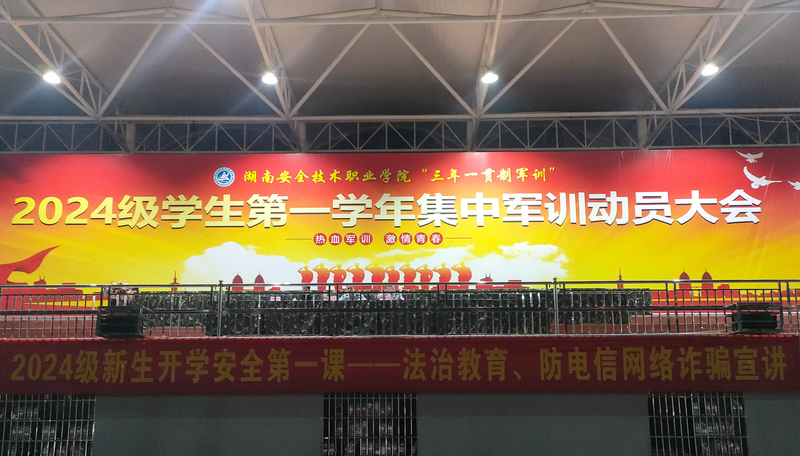 湖南安全技术职业学院“三年一贯制军训”
2024级学生第一学年集中军训动员大会
热血军训 激情青春
2024级新生开学安全第一课——法治教育、防电信网络诈骗宣讲